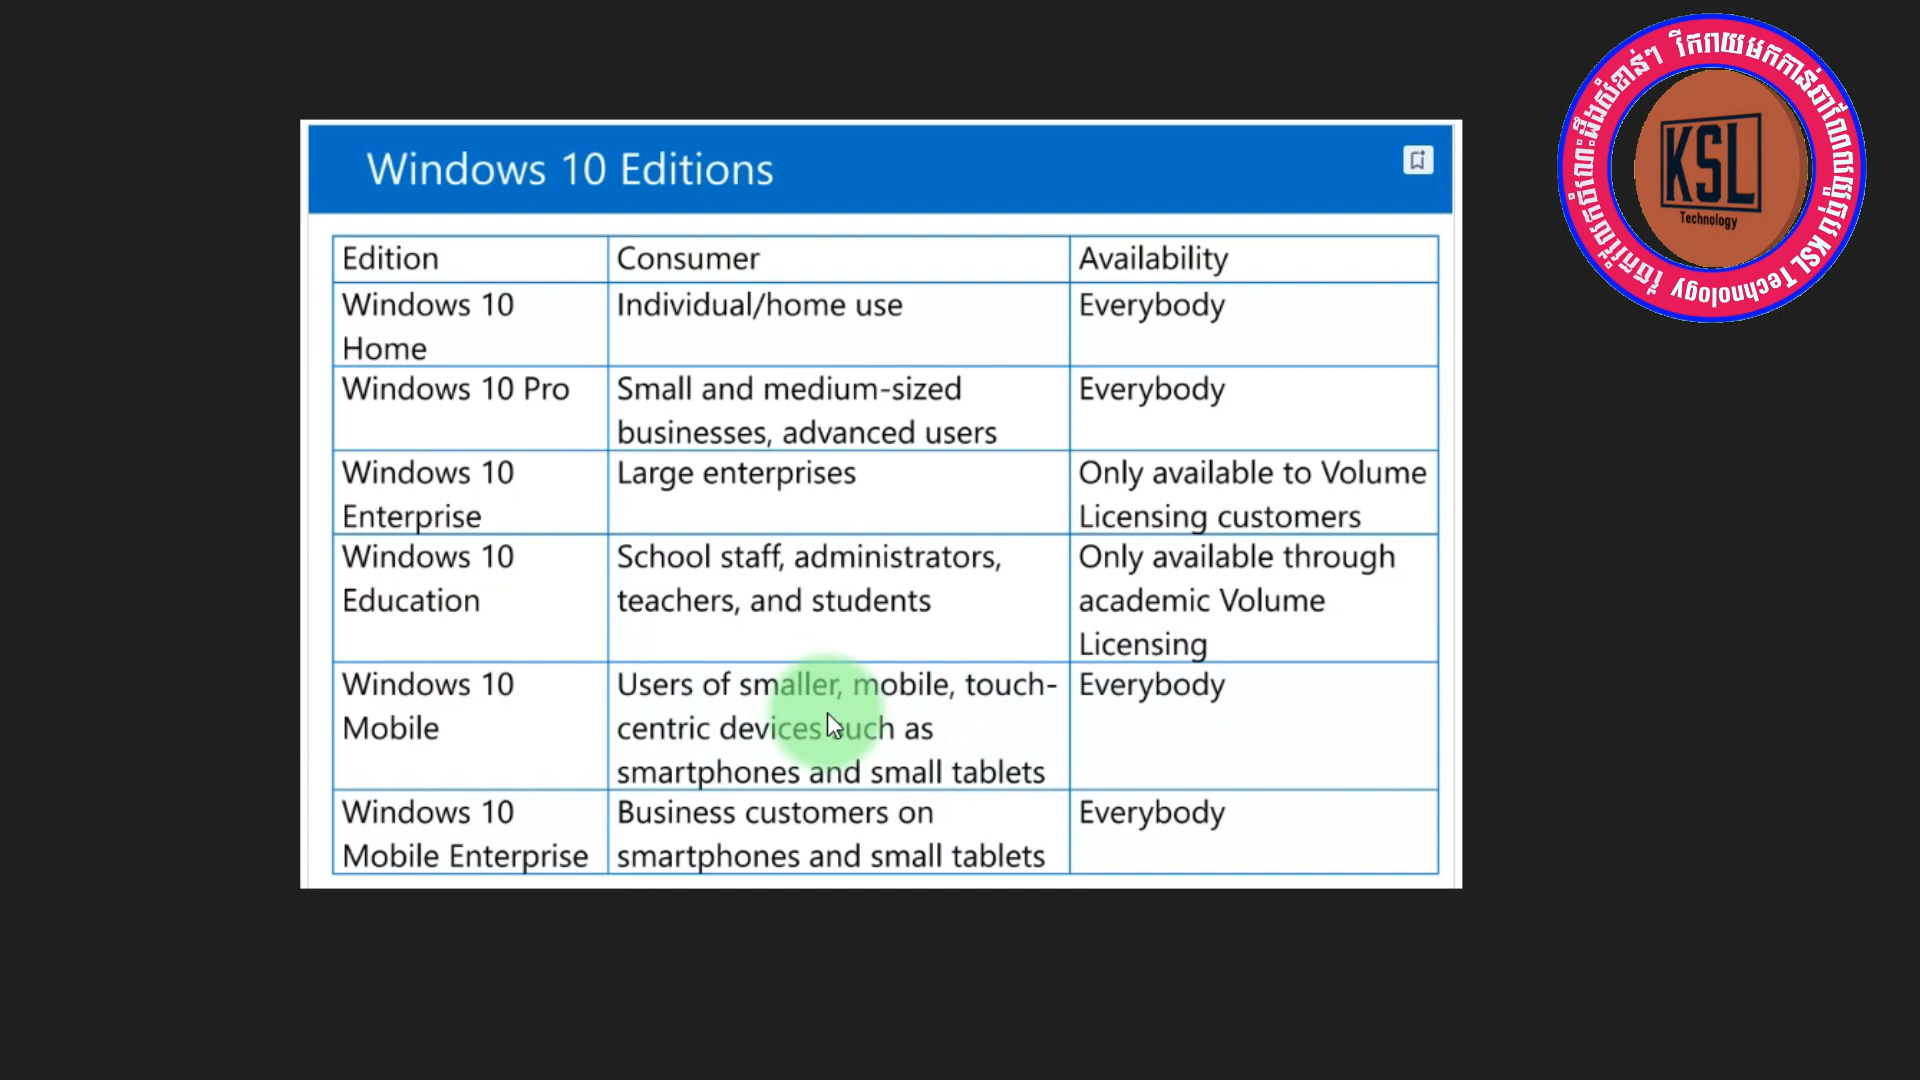 Windows 10 Editions
Edition Consumer Availability
Windows 10 Home Individual/home use Everybody
Windows 10 Pro Small and medium-sized businesses, advanced users Everybody
Windows 10 Enterprise Large enterprises Only available to Volume Licensing customers
Windows 10 Education School staff, administrators, teachers, and students Only available through academic Volume Licensing
Windows 10 Mobile Users of smaller, mobile, touch-centric devices such as smartphones and small tablets Everybody
Windows 10 Mobile Enterprise Business customers on smartphones and small tablets Everybody
KSL
Technology
KSL Technology